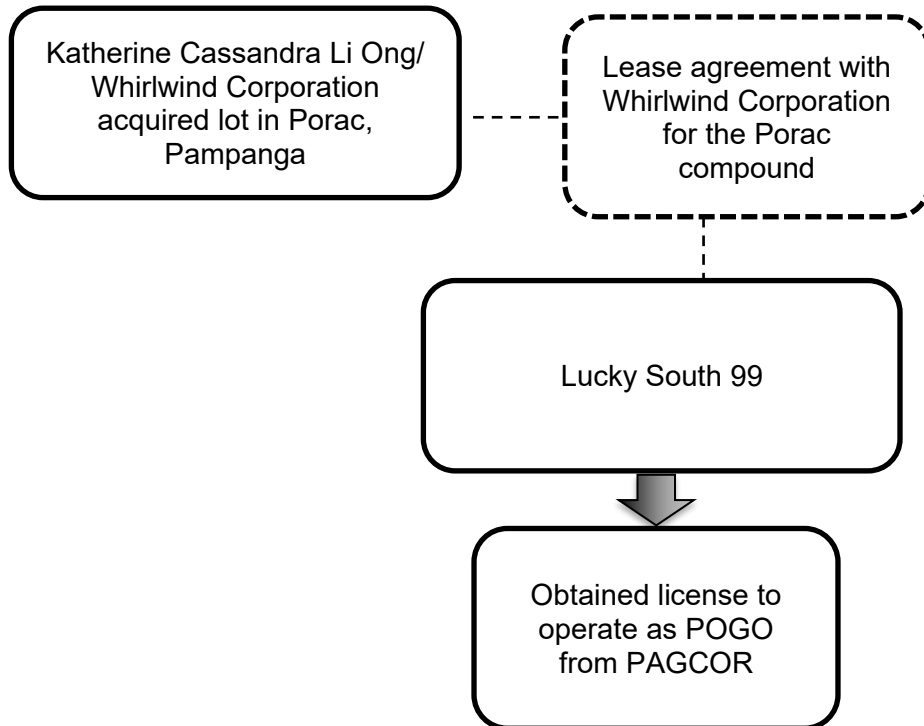 Katherine Cassandra Li Ong/
Whirlwind Corporation
acquired lot in Porac,
Pampanga
Lease agreement with
Whirlwind Corporation
for the Porac
compound
Lucky South 99
Obtained license to
operate as POGO
from PAGCOR